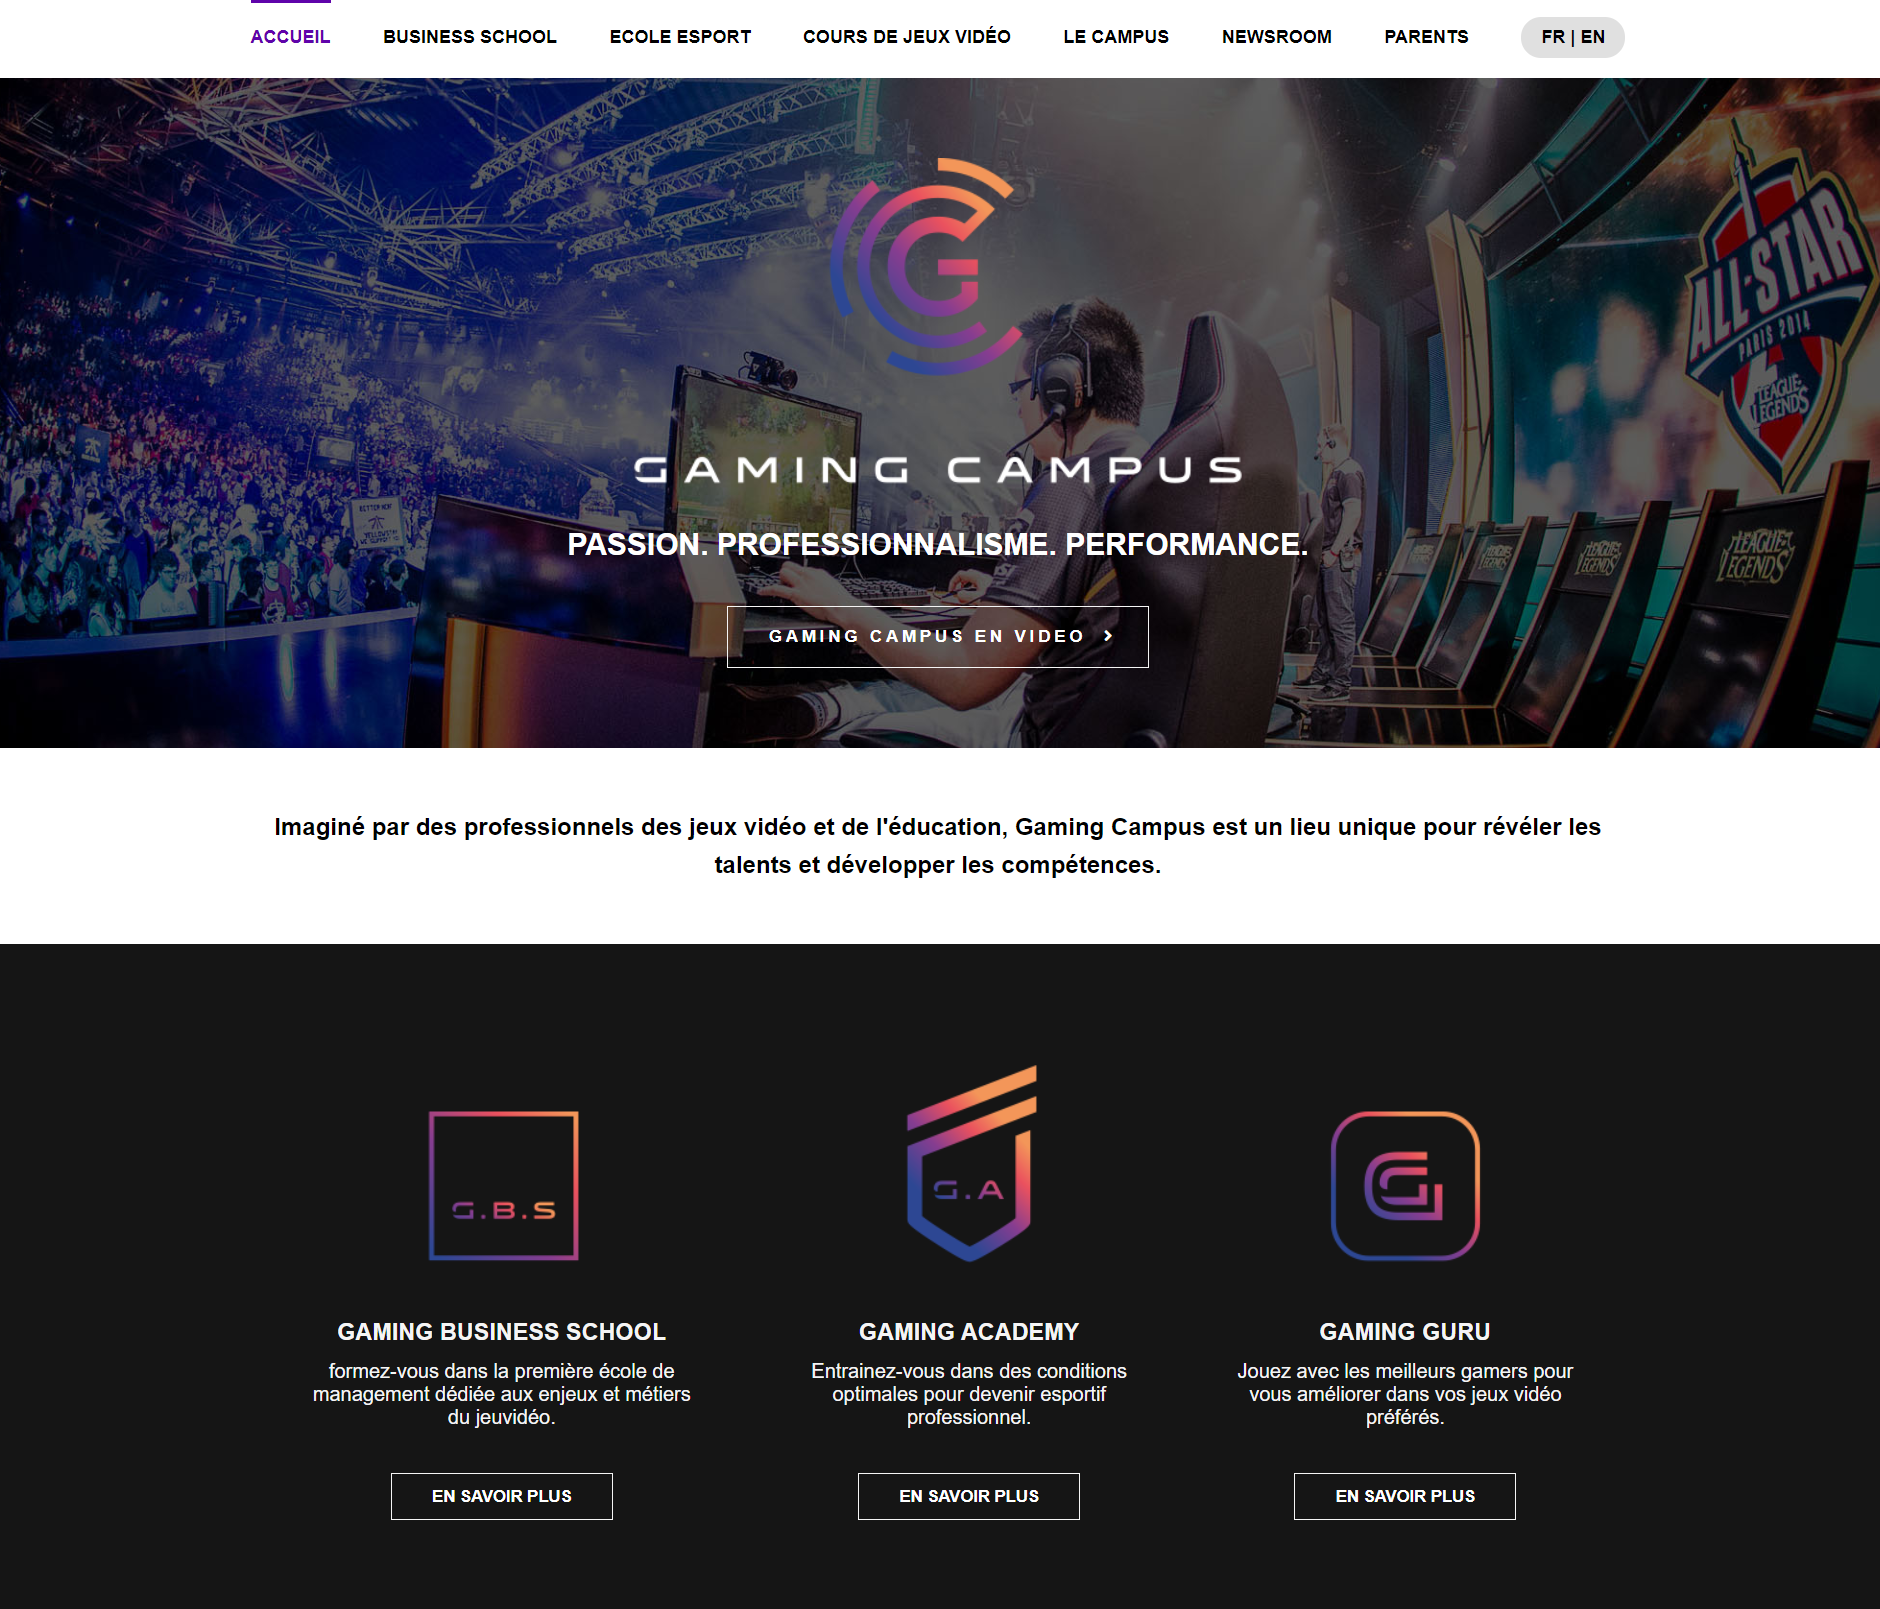 ACCUEIL BUSINESS SCHOOL ECOLE ESPORT COURS DE JEUX VIDÉO LE CAMPUS NEWSROOM PARENTS FR | EN
ALL-STAR
PARIS 2014
LEAGUE
LEGENDS
GAMING CAMPUS
PASSION. PROFESSIONNALISME. PERFORMANCE.
LEAGUE
LEGENDS
LEAGUE
LEGENDS
GAMING CAMPUS EN VIDEO
Imaginé par des professionnels des jeux vidéo et de l'éducation, Gaming Campus est un lieu unique pour révéler les
talents et développer les compétences.
G.B.S
G.A
G
GAMING BUSINESS SCHOOL
formez-vous dans la première école de
management dédiée aux enjeux et métiers
du jeuvidéo.
EN SAVOIR PLUS
GAMING ACADEMY
Entrainez-vous dans des conditions
optimales pour devenir esportif
professionnel.
EN SAVOIR PLUS
GAMING GURU
Jouez avec les meilleurs gamers pour
vous améliorer dans vos jeux vidéo
préférés.
EN SAVOIR PLUS